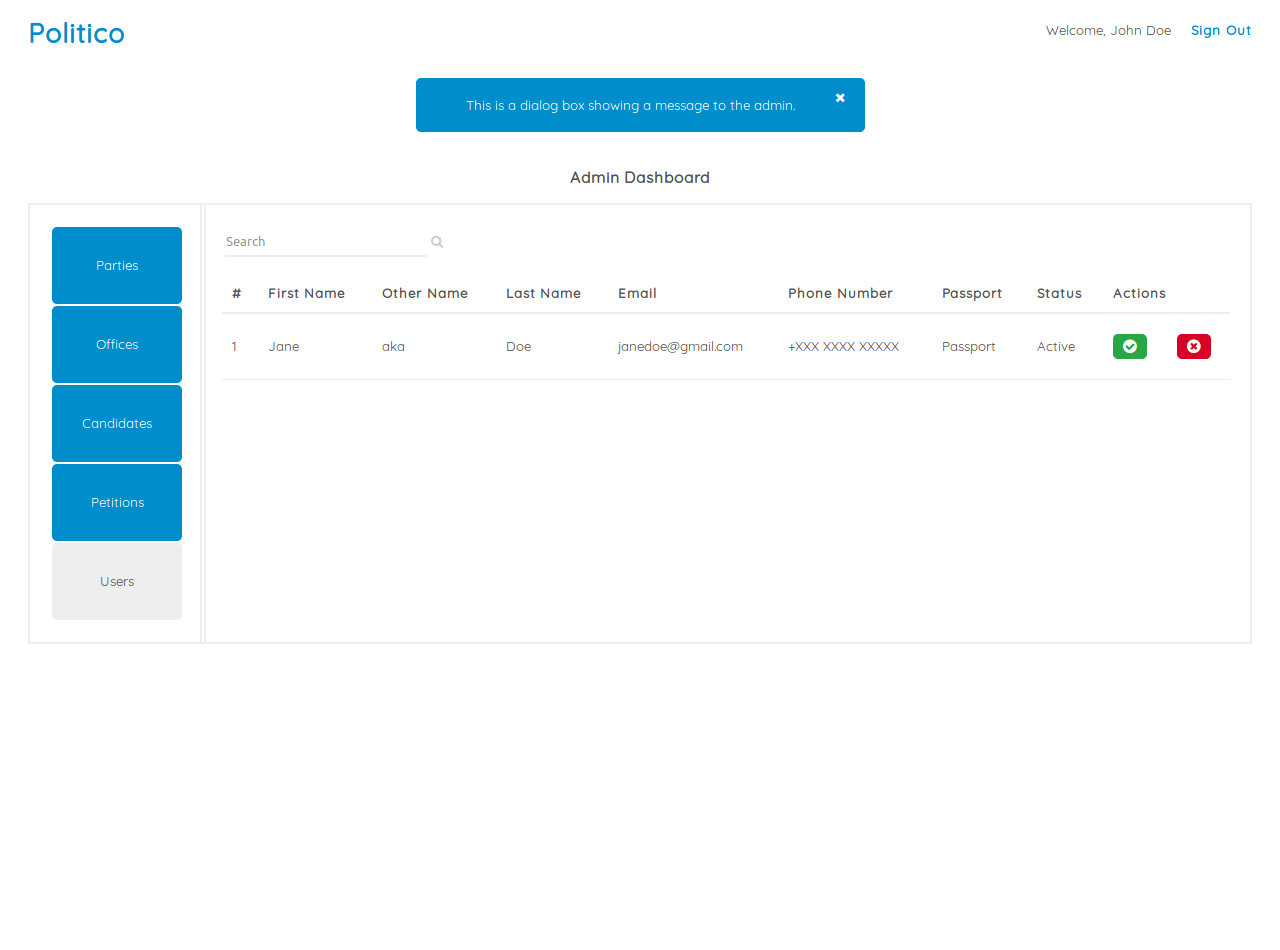 Politico
Welcome, John Doe Sign Out
This is a dialog box showing a message to the admin.
Admin Dashboard
Parties
Offices
Candidates
Petitions
Users
Search
# First Name Other Name Last Name Email Phone Number Passport Status Actions
1 Jane aka Doe janedoe@gmail.com +XXX XXXX XXXXX Passport Active